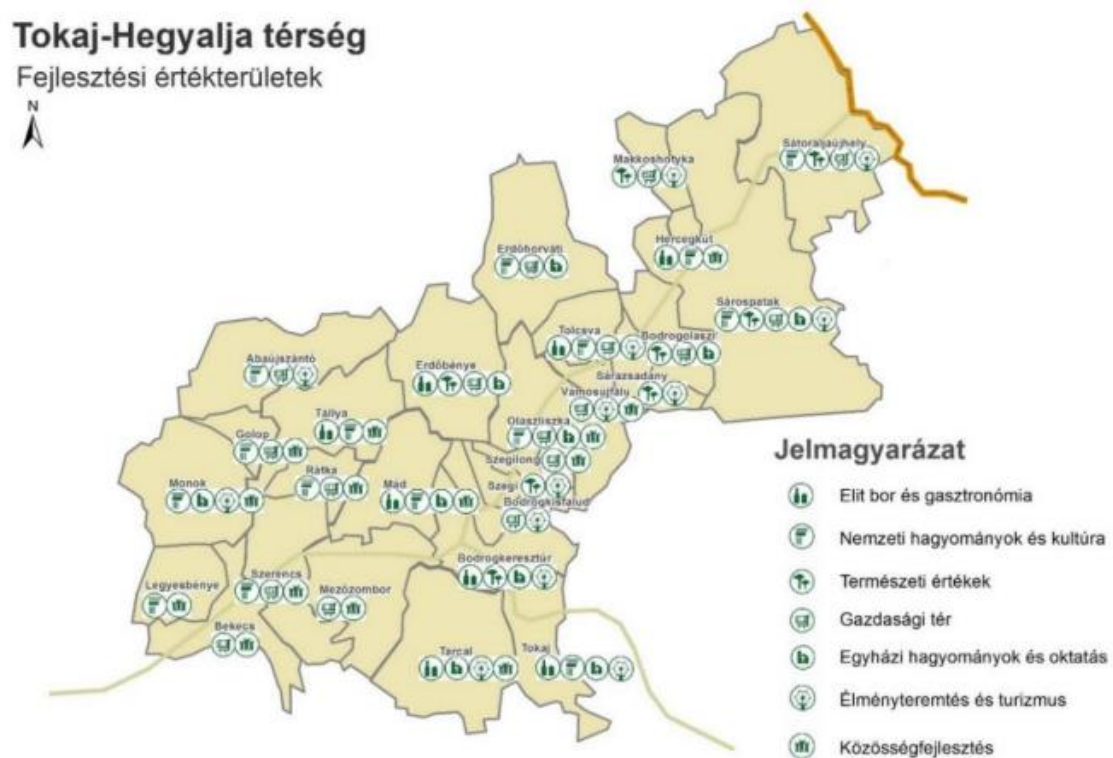 Tokaj-Hegyalja térség
Fejlesztési értékterületek
N
Sátoraljaújhely
Makkoshotyka
Hercegkút
Erdőhorváti
Sárospatak
Tolcsva
Bodrogolaszi
Abaújszántó
Erdőbénye
Sárazsadány
Vámosújfalu
Tállya
Olaszliszka
Golop
Szegilong
Rátka
Mád
Monok
Szegi
Bodrogkisfalud
Bodrogkeresztúr
Legyesbénye
Szerencs
Mezőzombor
Bekecs
Tarcal
Tokaj
Jelmagyarázat
Elit bor és gasztronómia
Nemzeti hagyományok és kultúra
Természeti értékek
Gazdasági tér
Egyházi hagyományok és oktatás
Élményteremtés és turizmus
Közösségfejlesztés